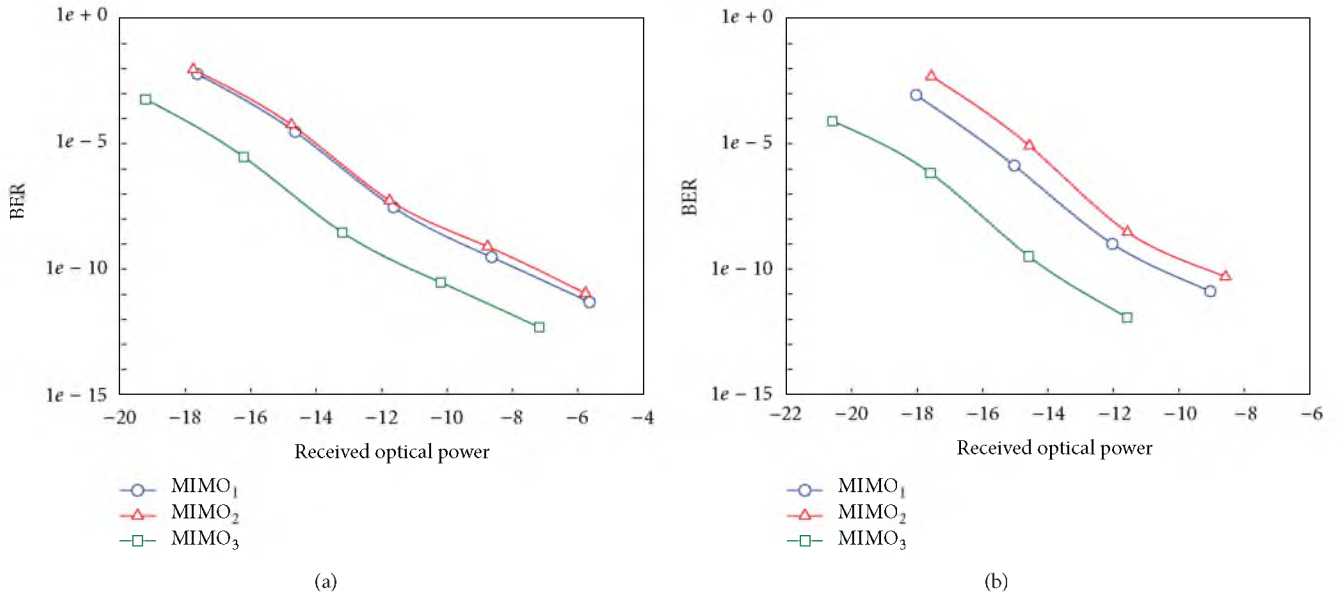 1e + 0
1e − 5
1e − 10
1e − 15
BER
−20 −18 −16 −14 −12 −10 −8 −6 −4
Received optical power
MIMO1
MIMO2
MIMO3
(a)
1e + 0
1e − 5
1e − 10
1e − 15
BER
−22 −20 −18 −16 −14 −12 −10 −8 −6
Received optical power
MIMO1
MIMO2
MIMO3
(b)